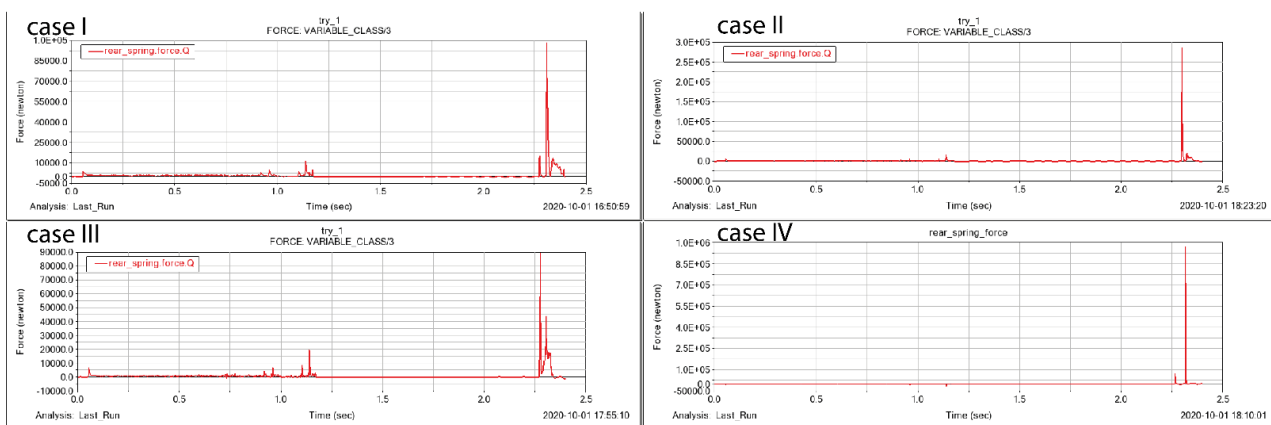 case I
try_1
FORCE: VARIABLE_CLASS/3
rear_spring.force.Q
Force (newton)
1.0E+05
85000.0
70000.0
55000.0
40000.0
25000.0
10000.0
0.0
-5000.0
0.0 0.5 1.0 1.5 2.0 2.5
Analysis: Last_Run Time (sec) 2020-10-01 16:50:59
case II
try_1
FORCE: VARIABLE_CLASS/3
rear_spring.force.Q
Force (newton)
3.0E+05
2.5E+05
2.0E+05
1.5E+05
1.0E+05
50000.0
0.0
-50000.0
0.0 0.5 1.0 1.5 2.0 2.5
Analysis: Last_Run Time (sec) 2020-10-01 18:23:20
case III
try_1
FORCE: VARIABLE_CLASS/3
rear_spring.force.Q
Force (newton)
90000.0
80000.0
70000.0
60000.0
50000.0
40000.0
30000.0
20000.0
10000.0
0.0
-10000.0
0.0 0.5 1.0 1.5 2.0 2.5
Analysis: Last_Run Time (sec) 2020-10-01 17:55:10
case IV
rear_spring_force
Force (newton)
1.0E+06
8.5E+05
7.0E+05
5.5E+05
4.0E+05
2.5E+05
1.0E+05
0.0
-50000.0
0.0 0.5 1.0 1.5 2.0 2.5
Analysis: Last_Run Time (sec) 2020-10-01 18:10:01